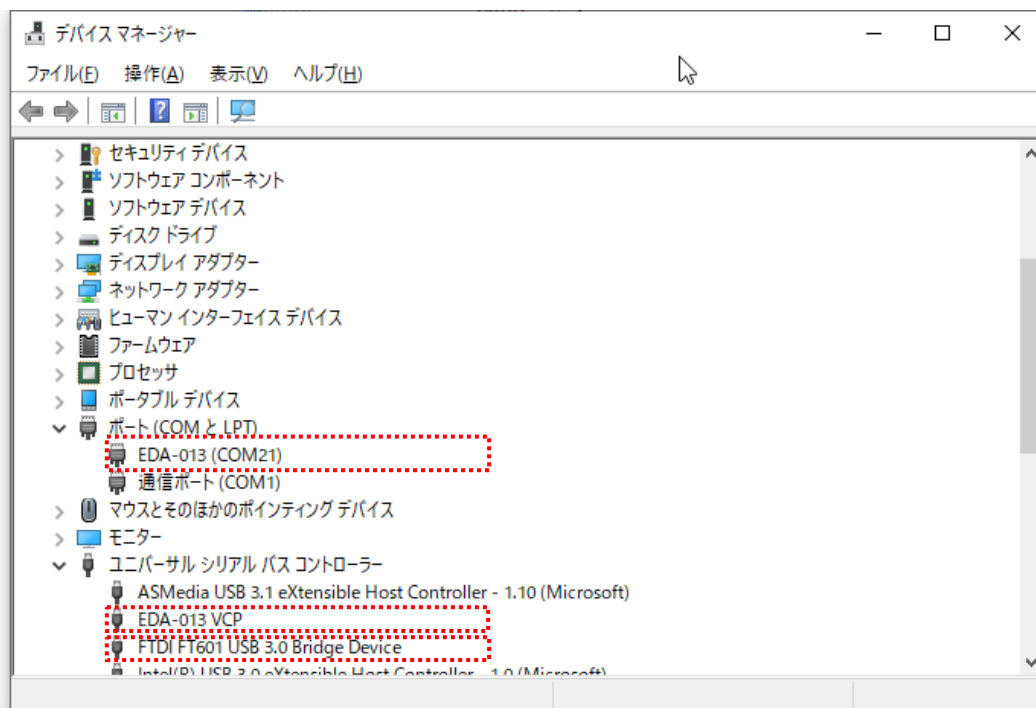 デバイス マネージャー
ファイル(F) 操作(A) 表示(V) ヘルプ(H)
セキュリティ デバイス
ソフトウェア コンポーネント
ソフトウェア デバイス
ディスク ドライブ
ディスプレイ アダプター
ネットワーク アダプター
ヒューマン インターフェイス デバイス
ファームウェア
プロセッサ
ポータブル デバイス
ポート (COM と LPT)
EDA-013 (COM21)
通信ポート (COM1)
マウスとそのほかのポインティング デバイス
モニター
ユニバーサル シリアル バス コントローラー
ASMedia USB 3.1 eXtensible Host Controller - 1.10 (Microsoft)
EDA-013 VCP
FTDI FT601 USB 3.0 Bridge Device
Intel(R) USB 3.0 eXtensible Host Controller - 1.0 (Microsoft)